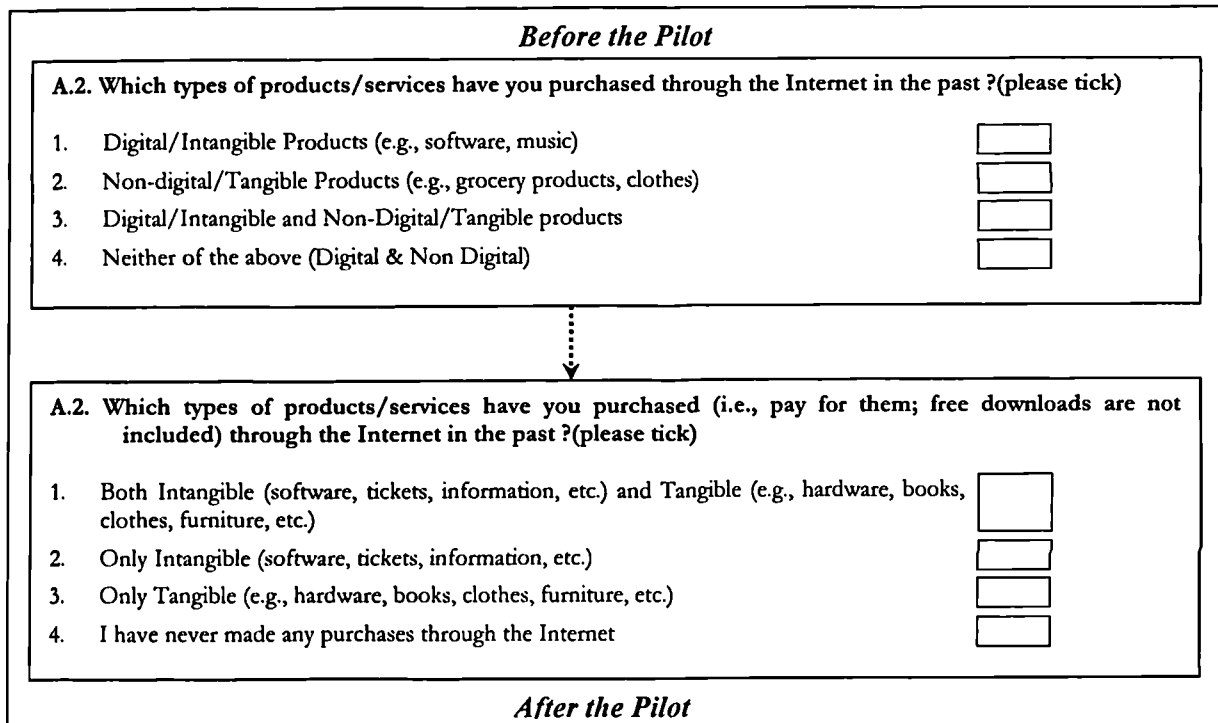 Before the Pilot
A.2. Which types of products/services have you purchased through the Internet in the past ?(please tick)
1. Digital/Intangible Products (e.g., software, music)
2. Non-digital/Tangible Products (e.g., grocery products, clothes)
3. Digital/Intangible and Non-Digital/Tangible products
4. Neither of the above (Digital & Non Digital)
A.2. Which types of products/services have you purchased (i.e., pay for them; free downloads are not
included) through the Internet in the past ?(please tick)
1. Both Intangible (software, tickets, information, etc.) and Tangible (e.g., hardware, books,
clothes, furniture, etc.)
2. Only Intangible (software, tickets, information, etc.)
3. Only Tangible (e.g., hardware, books, clothes, furniture, etc.)
4. I have never made any purchases through the Internet
After the Pilot